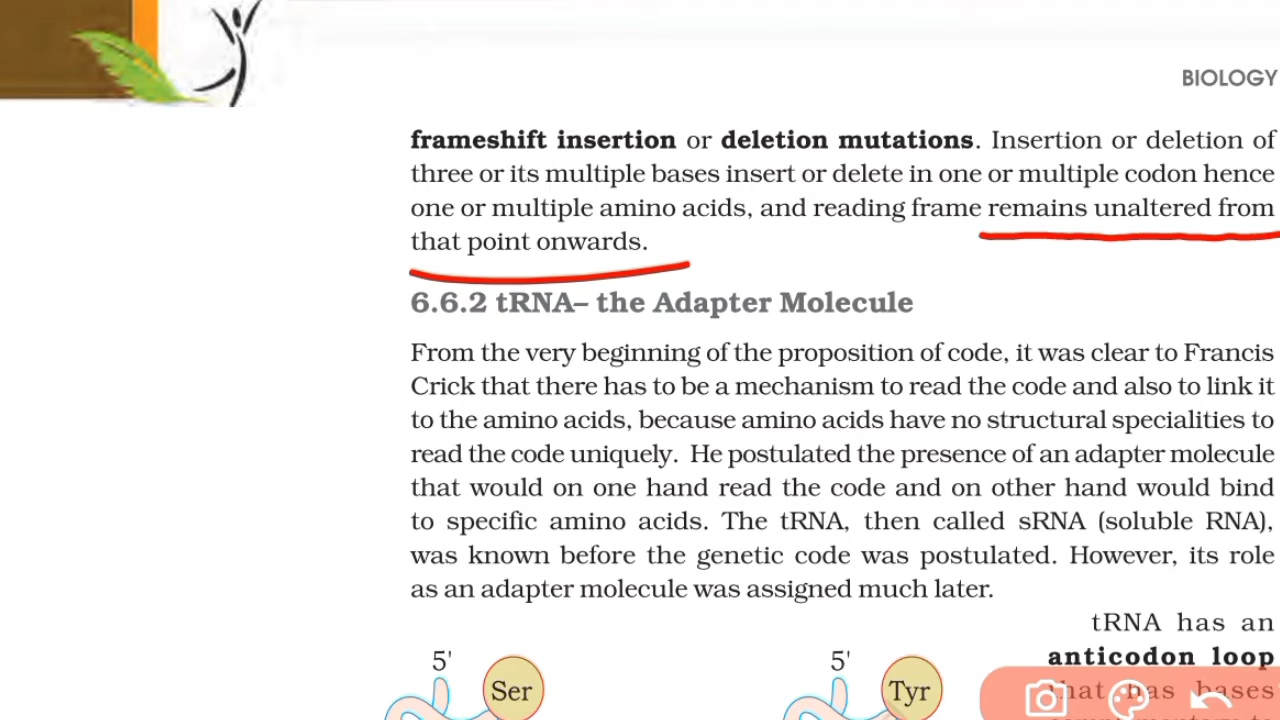 BIOLOGY
frameshift insertion or deletion mutations. Insertion or deletion of
three or its multiple bases insert or delete in one or multiple codon hence
one or multiple amino acids, and reading frame remains unaltered from
that point onwards.
6.6.2 tRNA– the Adapter Molecule
From the very beginning of the proposition of code, it was clear to Francis
Crick that there has to be a mechanism to read the code and also to link it
to the amino acids, because amino acids have no structural specialities to
read the code uniquely. He postulated the presence of an adapter molecule
that would on one hand read the code and on other hand would bind
to specific amino acids. The tRNA, then called sRNA (soluble RNA),
was known before the genetic code was postulated. However, its role
as an adapter molecule was assigned much later.
tRNA has an
anticodon loop
that has bases
5'
Ser
5'
Tyr